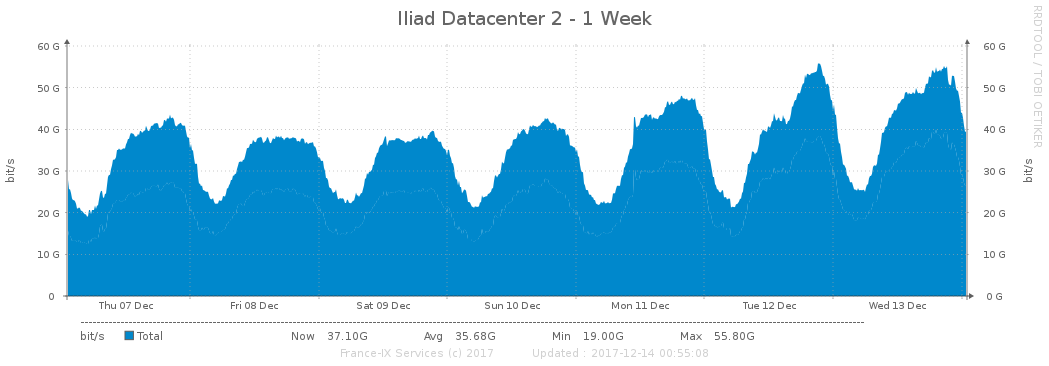 Iliad Datacenter 2 - 1 Week
RRDTOOL / TOBI OETIKER
bit/s
60 G
50 G
40 G
30 G
20 G
10 G
0
60 G
50 G
40 G
30 G
20 G
10 G
0 G
bit/s
Thu 07 Dec Fri 08 Dec Sat 09 Dec Sun 10 Dec Mon 11 Dec Tue 12 Dec Wed 13 Dec
bit/s Total Now 37.10G Avg 35.68G Min 19.00G Max 55.80G
France-IX Services (c) 2017 Updated : 2017-12-14 00:55:08